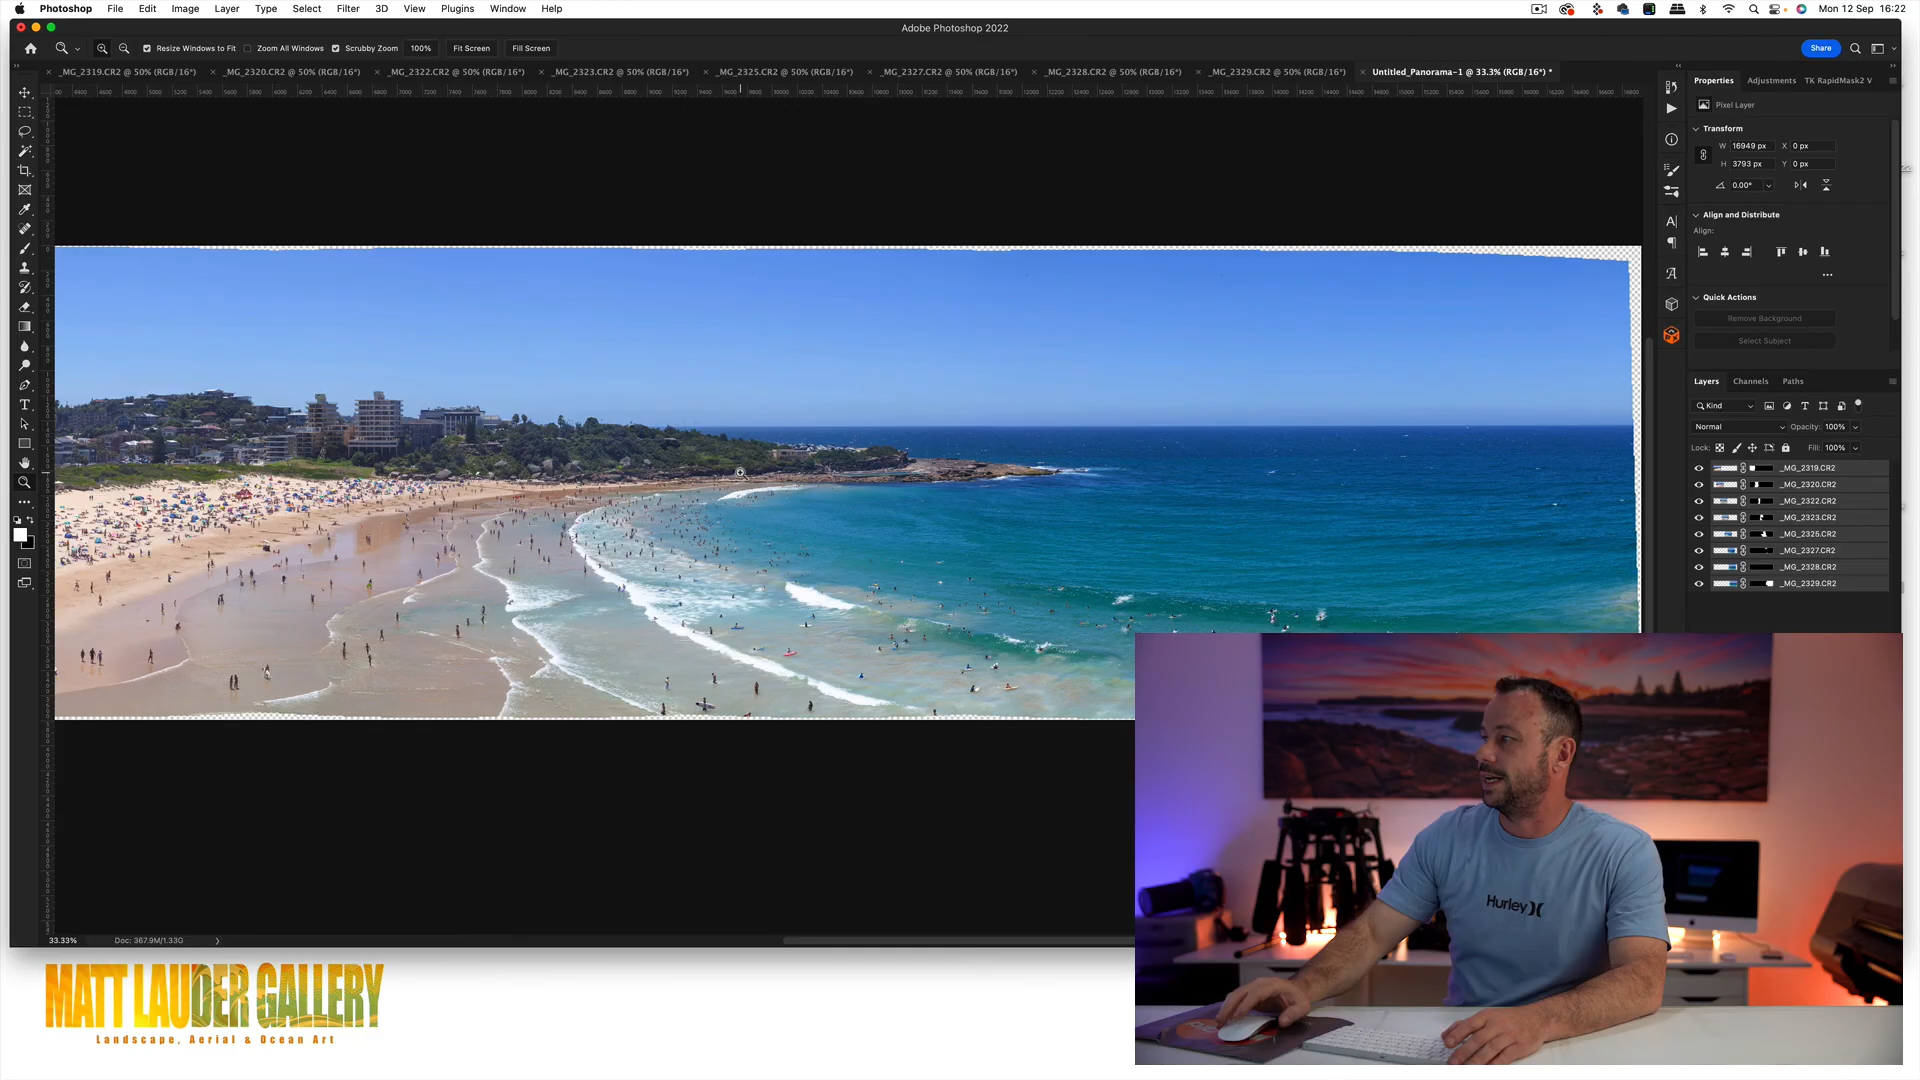 Photoshop File Edit Image Layer Type Select Filter 3D View Plugins Window Help Mon 12 Sep 16:22
Adobe Photoshop 2022
Resize Windows to Fit Zoom All Windows Scrubby Zoom 100% Fit Screen Fill Screen Share
_MG_2319.CR2 @ 50% (RGB/16*) _MG_2320.CR2 @ 50% (RGB/16*) _MG_2322.CR2 @ 50% (RGB/16*) _MG_2323.CR2 @ 50% (RGB/16*) _MG_2325.CR2 @ 50% (RGB/16*) _MG_2327.CR2 @ 50% (RGB/16*) _MG_2328.CR2 @ 50% (RGB/16*) _MG_2329.CR2 @ 50% (RGB/16*) Untitled_Panorama-1 @ 33.3% (RGB/16*) *
Properties Adjustments TK RapidMask2 V
Pixel Layer
Transform
W 16949 px X 0 px
H 3793 px Y 0 px
0.00°
Align and Distribute
Align:
Quick Actions
Remove Background
Select Subject
Layers Channels Paths
Kind
Normal Opacity: 100%
Lock: Fill: 100%
_MG_2319.CR2
_MG_2320.CR2
_MG_2322.CR2
_MG_2323.CR2
_MG_2325.CR2
_MG_2327.CR2
_MG_2328.CR2
_MG_2329.CR2
Hurley
33.33% Doc: 367.9M/1.33G
MATT LAUDER GALLERY
Landscape, Aerial & Ocean Art